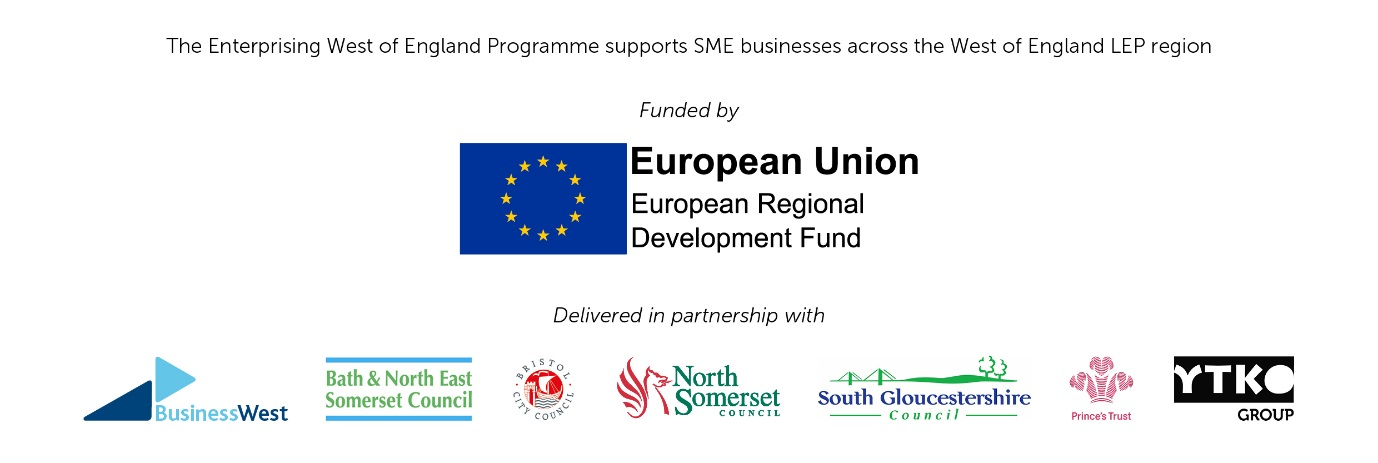 The Enterprising West of England Programme supports SME businesses across the West of England LEP region
Funded by
European Union
European Regional
Development Fund
Delivered in partnership with
BusinessWest
Bath & North East
Somerset Council
BRISTOL
CITY COUNCIL
North
Somerset
COUNCIL
South Gloucestershire
Council
Prince's Trust
YTKO
GROUP